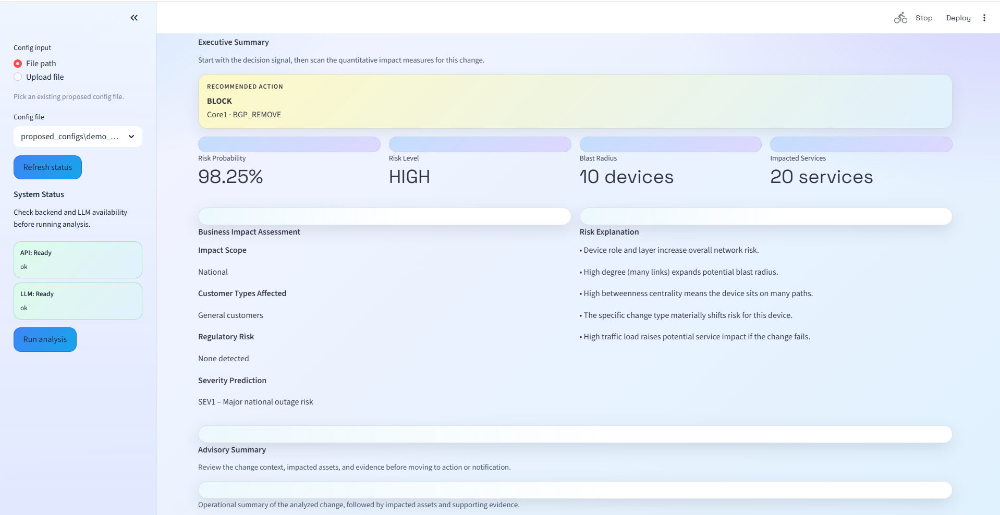 Stop
Deploy
Config input
File path
Upload file
Pick an existing proposed config file.
Config file
proposed_configs\demo_...
Refresh status
System Status
Check backend and LLM availability
before running analysis.
API: Ready
ok
LLM: Ready
ok
Run analysis
Executive Summary
Start with the decision signal, then scan the quantitative impact measures for this change.
RECOMMENDED ACTION
BLOCK
Core1 · BGP_REMOVE
Risk Probability
98.25%
Risk Level
HIGH
Blast Radius
10 devices
Impacted Services
20 services
Business Impact Assessment
Impact Scope
National
Customer Types Affected
General customers
Regulatory Risk
None detected
Severity Prediction
SEV1 – Major national outage risk
Risk Explanation
• Device role and layer increase overall network risk.
• High degree (many links) expands potential blast radius.
• High betweenness centrality means the device sits on many paths.
• The specific change type materially shifts risk for this device.
• High traffic load raises potential service impact if the change fails.
Advisory Summary
Review the change context, impacted assets, and evidence before moving to action or notification.
Operational summary of the analyzed change, followed by impacted assets and supporting evidence.